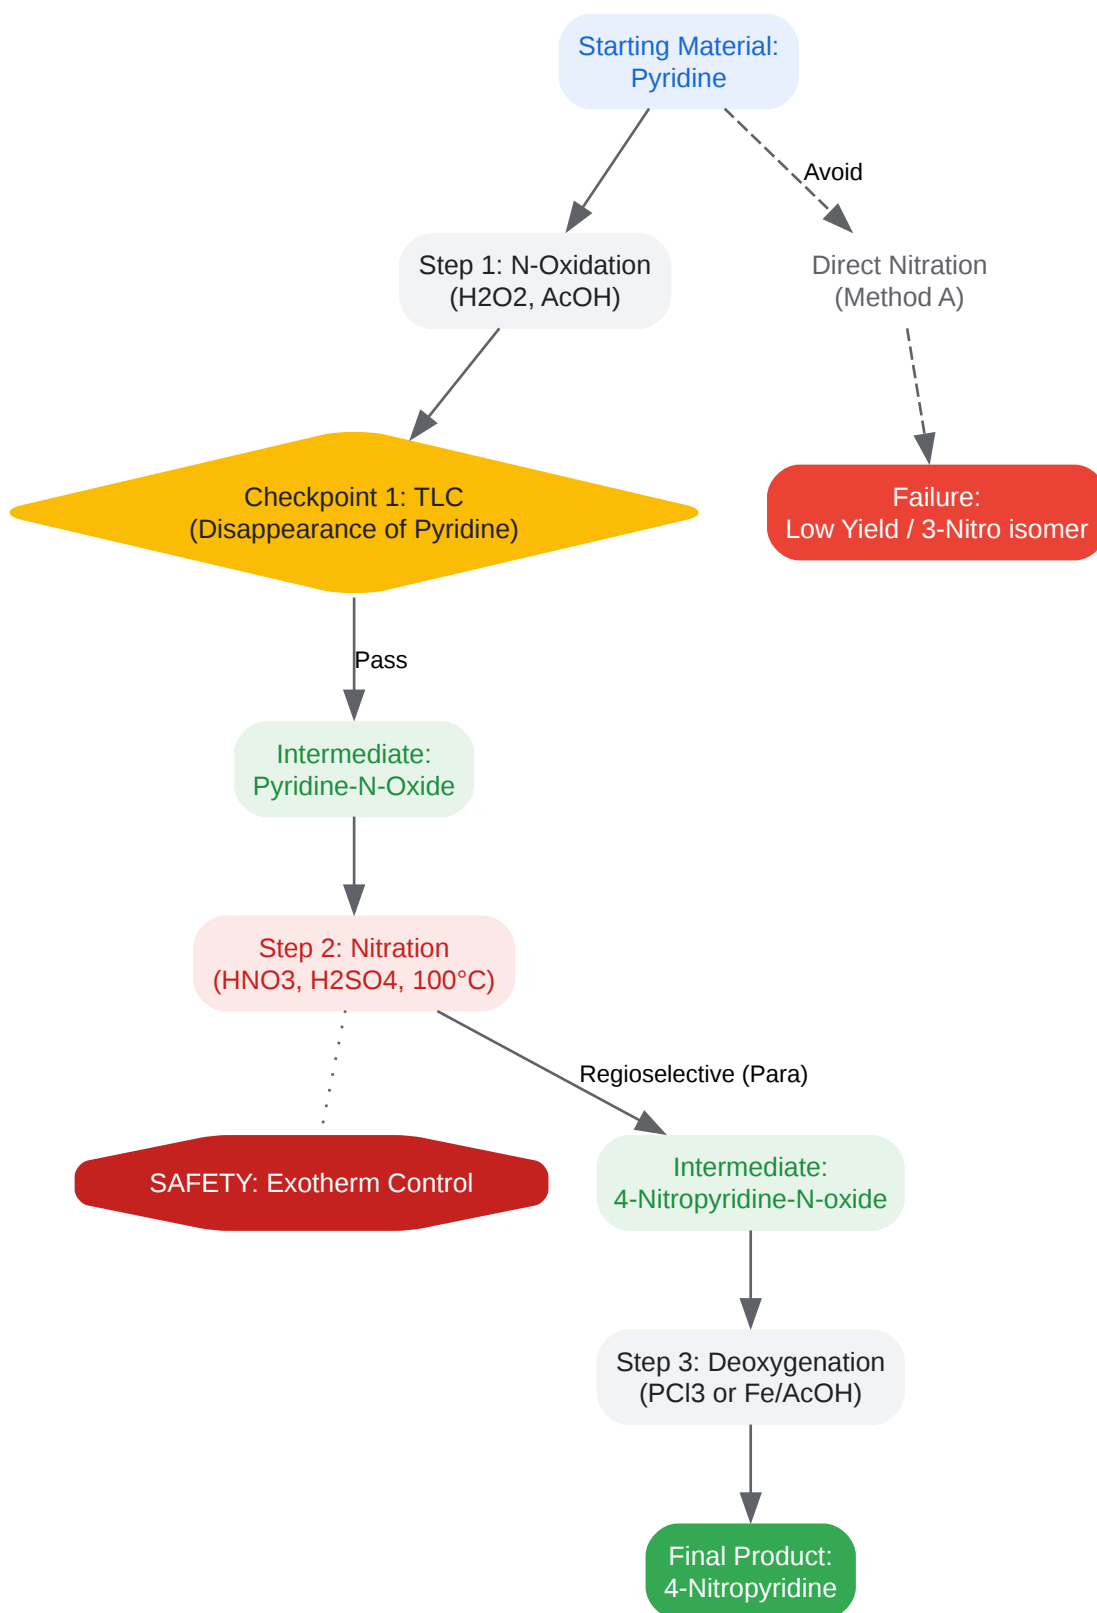 Starting Material:
Pyridine
Avoid
Step 1: N-Oxidation
(H2O2, AcOH)
Direct Nitration
(Method A)
Checkpoint 1: TLC
(Disappearance of Pyridine)
Failure:
Low Yield / 3-Nitro isomer
Pass
Intermediate:
Pyridine-N-Oxide
Step 2: Nitration
(HNO3, H2SO4, 100°C)
Regioselective (Para)
SAFETY: Exotherm Control
Intermediate:
4-Nitropyridine-N-oxide
Step 3: Deoxygenation
(PCl3 or Fe/AcOH)
Final Product:
4-Nitropyridine